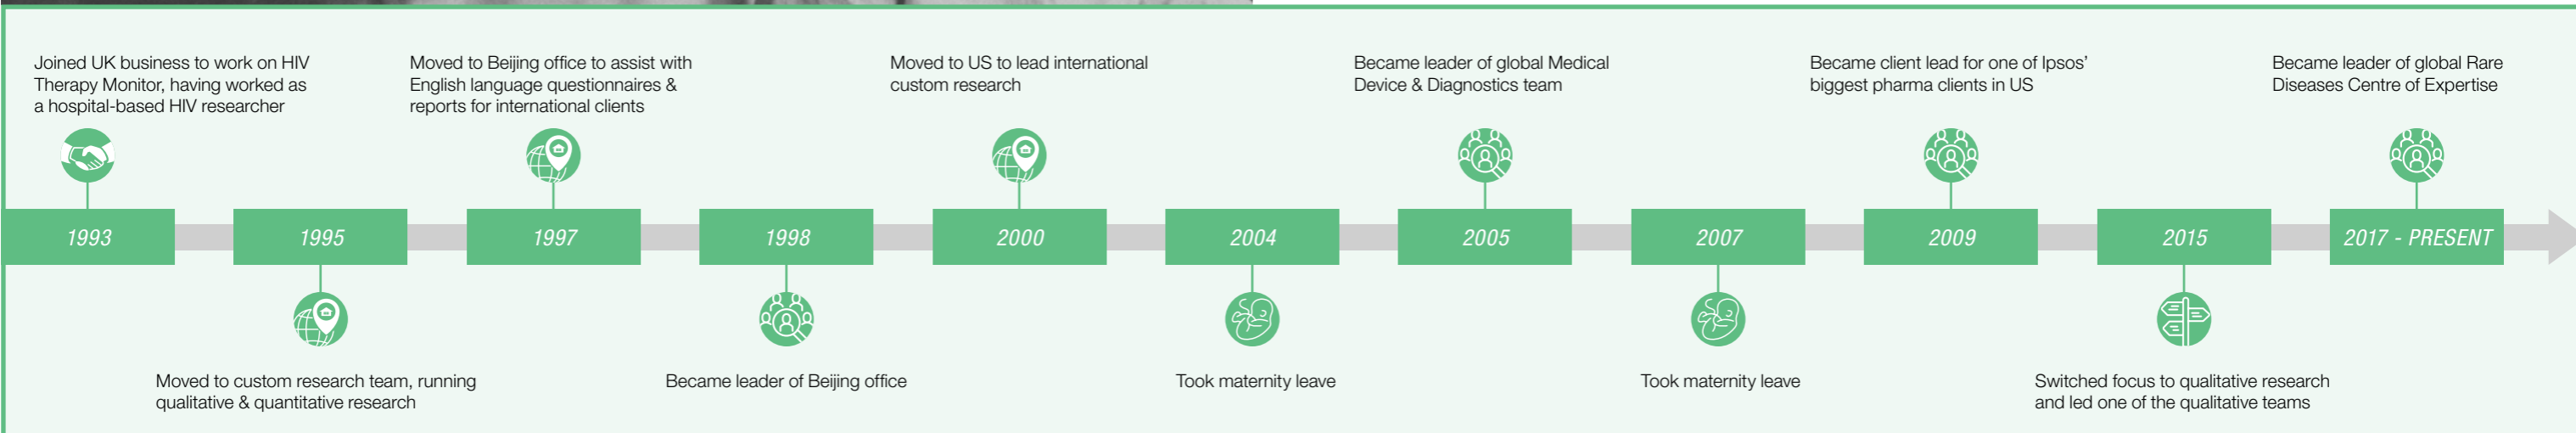 Joined UK business to work on HIV
Therapy Monitor, having worked as
a hospital-based HIV researcher
Moved to Beijing office to assist with
English language questionnaires &
reports for international clients
Moved to US to lead international
custom research
Became leader of global Medical
Device & Diagnostics team
Became client lead for one of Ipsos'
biggest pharma clients in US
Became leader of global Rare
Diseases Centre of Expertise
1993
1995
1997
1998
2000
2004
2005
2007
2009
2015
2017 - PRESENT
Moved to custom research team, running
qualitative & quantitative research
Became leader of Beijing office
Took maternity leave
Took maternity leave
Switched focus to qualitative research
and led one of the qualitative teams